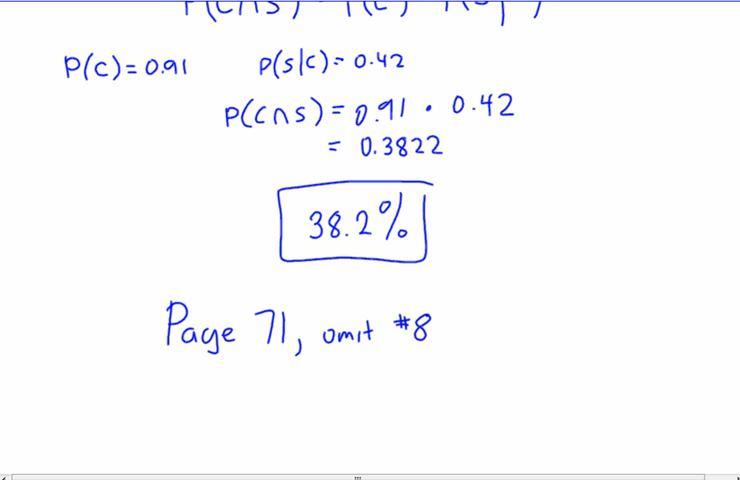 P(C) = 0.91 P(S|C) = 0.42
P(C∩S) = 0.91 · 0.42
= 0.3822
38.2%
Page 71, omit #8